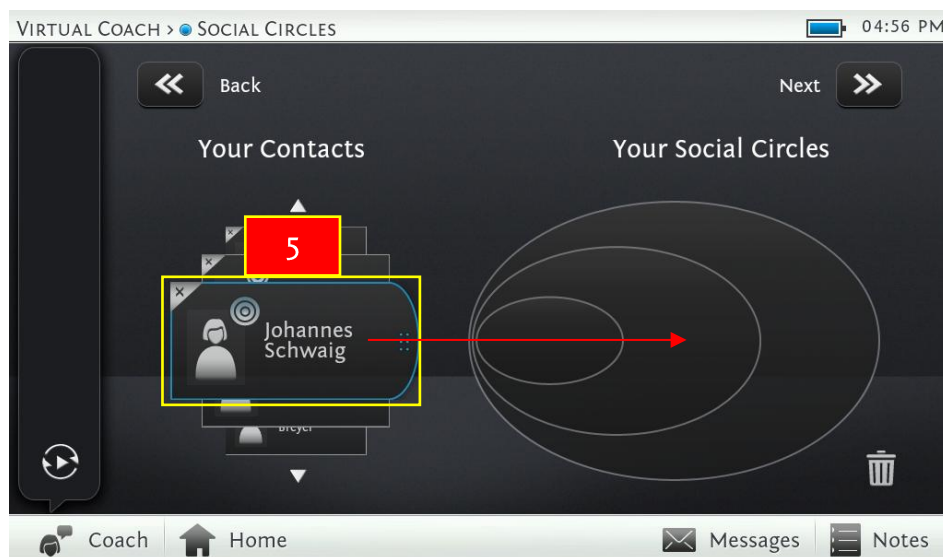 VIRTUAL COACH > SOCIAL CIRCLES
04:56 PM
Back
Next
Your Contacts
Your Social Circles
5
Johannes
Schwaig
Breyer
Coach
Home
Messages
Notes